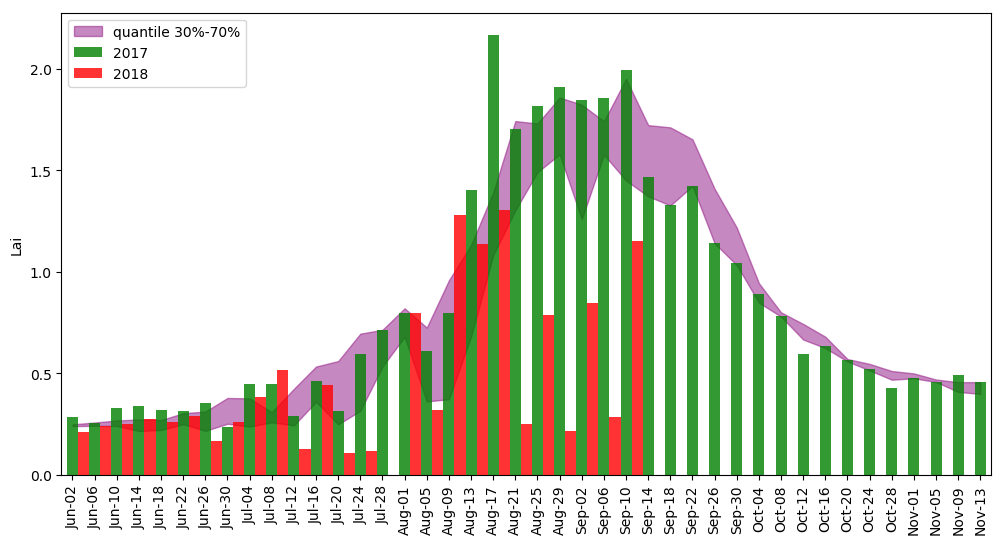 quantile 30%-70%
2017
2018
Lai
2.0
1.5
1.0
0.5
0.0
Jun-02
Jun-06
Jun-10
Jun-14
Jun-18
Jun-22
Jun-26
Jun-30
Jul-04
Jul-08
Jul-12
Jul-16
Jul-20
Jul-24
Jul-28
Aug-01
Aug-05
Aug-09
Aug-13
Aug-17
Aug-21
Aug-25
Aug-29
Sep-02
Sep-06
Sep-10
Sep-14
Sep-18
Sep-22
Sep-26
Sep-30
Oct-04
Oct-08
Oct-12
Oct-16
Oct-20
Oct-24
Oct-28
Nov-01
Nov-05
Nov-09
Nov-13